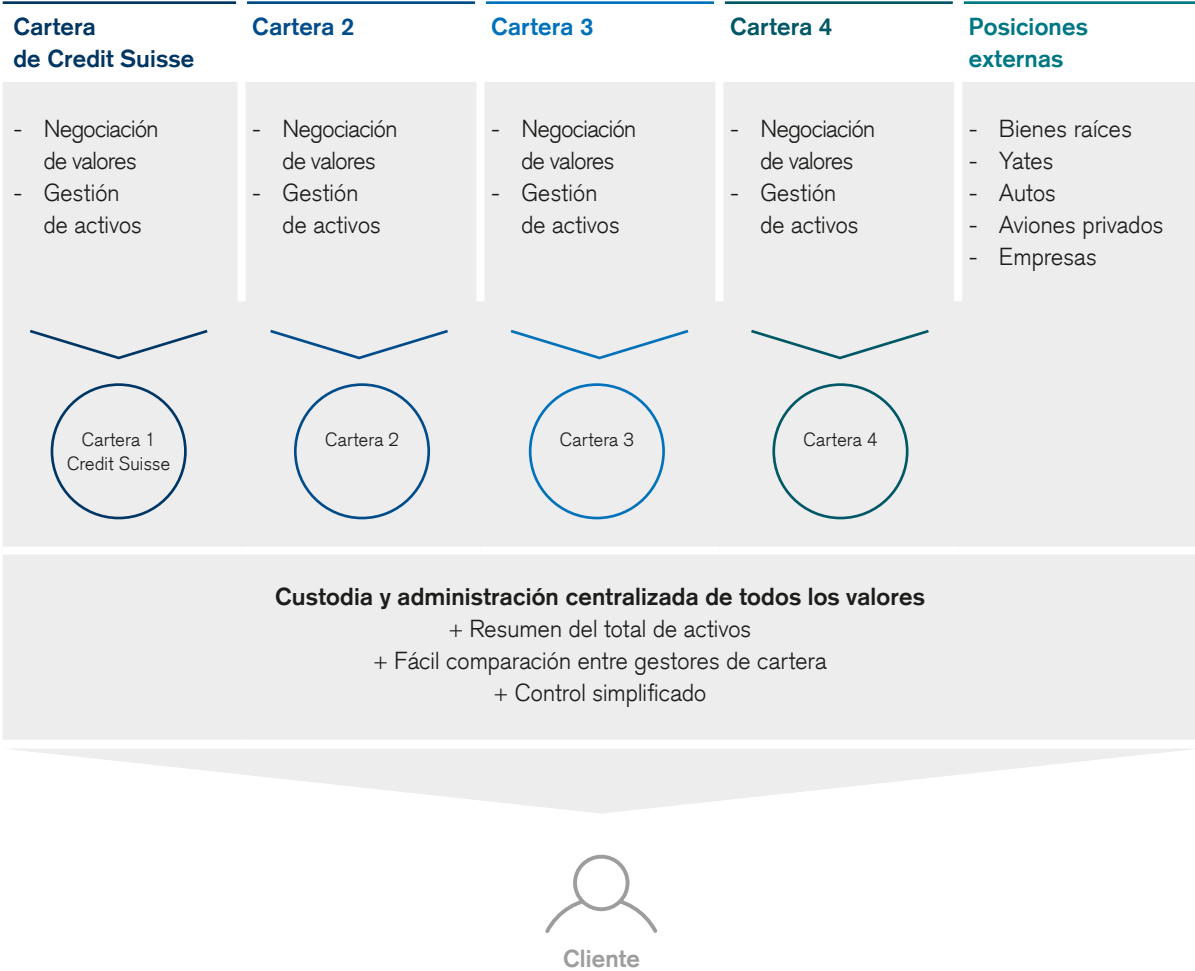 Cartera
de Credit Suisse
Cartera 2
Cartera 3
Cartera 4
Posiciones
externas
- Negociación
de valores
- Gestión
de activos
- Negociación
de valores
- Gestión
de activos
- Negociación
de valores
- Gestión
de activos
- Negociación
de valores
- Gestión
de activos
- Bienes raíces
- Yates
- Autos
- Aviones privados
- Empresas
Cartera 1
Credit Suisse
Cartera 2
Cartera 3
Cartera 4
Custodia y administración centralizada de todos los valores
+ Resumen del total de activos
+ Fácil comparación entre gestores de cartera
+ Control simplificado
Cliente